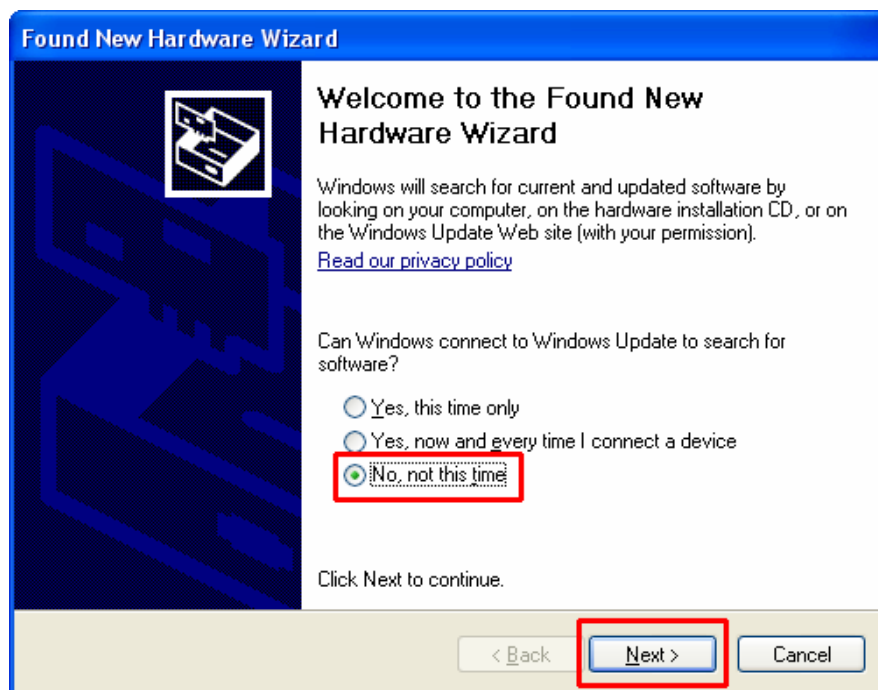 Found New Hardware Wizard
Welcome to the Found New
Hardware Wizard
Windows will search for current and updated software by
looking on your computer, on the hardware installation CD, or on
the Windows Update Web site (with your permission).
Read our privacy policy
Can Windows connect to Windows Update to search for
software?
Yes, this time only
Yes, now and every time I connect a device
No, not this time
Click Next to continue.
< Back Next > Cancel